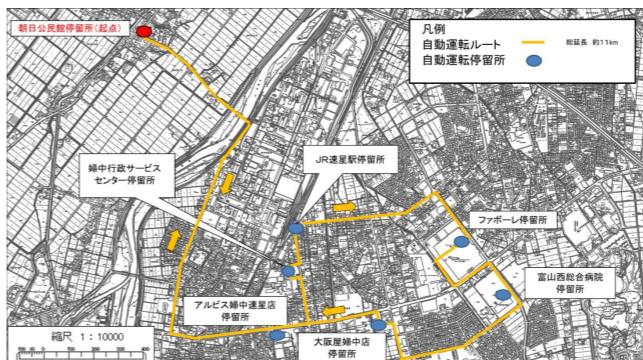 朝日公民館停留所（起点）
凡例
自動運転ルート
総延長 約11km
自動運転停留所
JR速星駅停留所
婦中行政サービス
センター停留所
ファボーレ停留所
富山西総合病院
停留所
アルビス婦中速星店
停留所
大阪屋婦中店
停留所
縮尺 1：10000